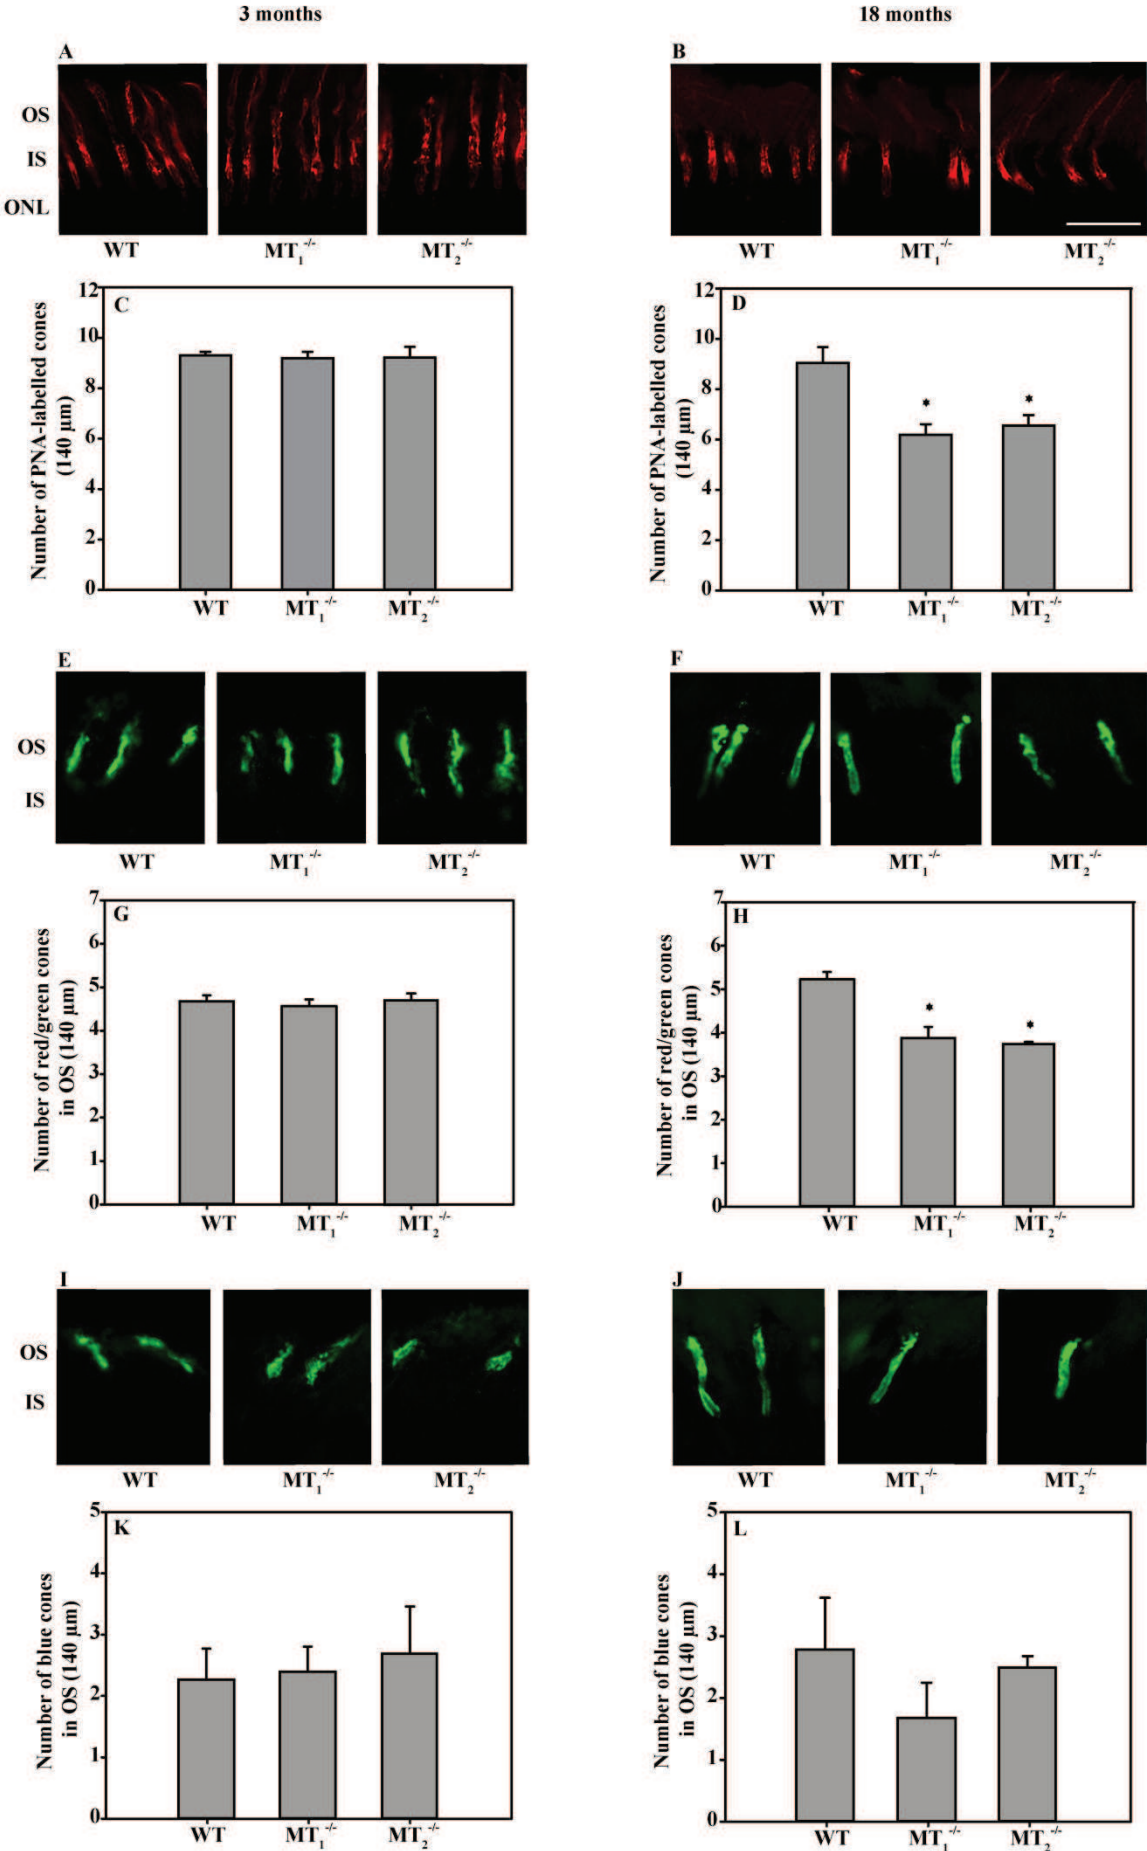 3 months 18 months
A B
OS
IS
ONL
WT MT₁⁻/⁻ MT₂⁻/⁻ WT MT₁⁻/⁻ MT₂⁻/⁻
C
Number of PNA-labelled cones
(140 µm)
12
10
8
6
4
2
0
WT MT₁⁻/⁻ MT₂⁻/⁻
D
Number of PNA-labelled cones
(140 µm)
12
10
8
6
4
2
0
* *
WT MT₁⁻/⁻ MT₂⁻/⁻
E F
OS
IS
WT MT₁⁻/⁻ MT₂⁻/⁻ WT MT₁⁻/⁻ MT₂⁻/⁻
G
Number of red/green cones
in OS (140 µm)
7
6
5
4
3
2
1
0
WT MT₁⁻/⁻ MT₂⁻/⁻
H
Number of red/green cones
in OS (140 µm)
7
6
5
4
3
2
1
0
* *
WT MT₁⁻/⁻ MT₂⁻/⁻
I J
OS
IS
WT MT₁⁻/⁻ MT₂⁻/⁻ WT MT₁⁻/⁻ MT₂⁻/⁻
K
Number of blue cones
in OS (140 µm)
5
4
3
2
1
0
WT MT₁⁻/⁻ MT₂⁻/⁻
L
Number of blue cones
in OS (140 µm)
5
4
3
2
1
0
WT MT₁⁻/⁻ MT₂⁻/⁻